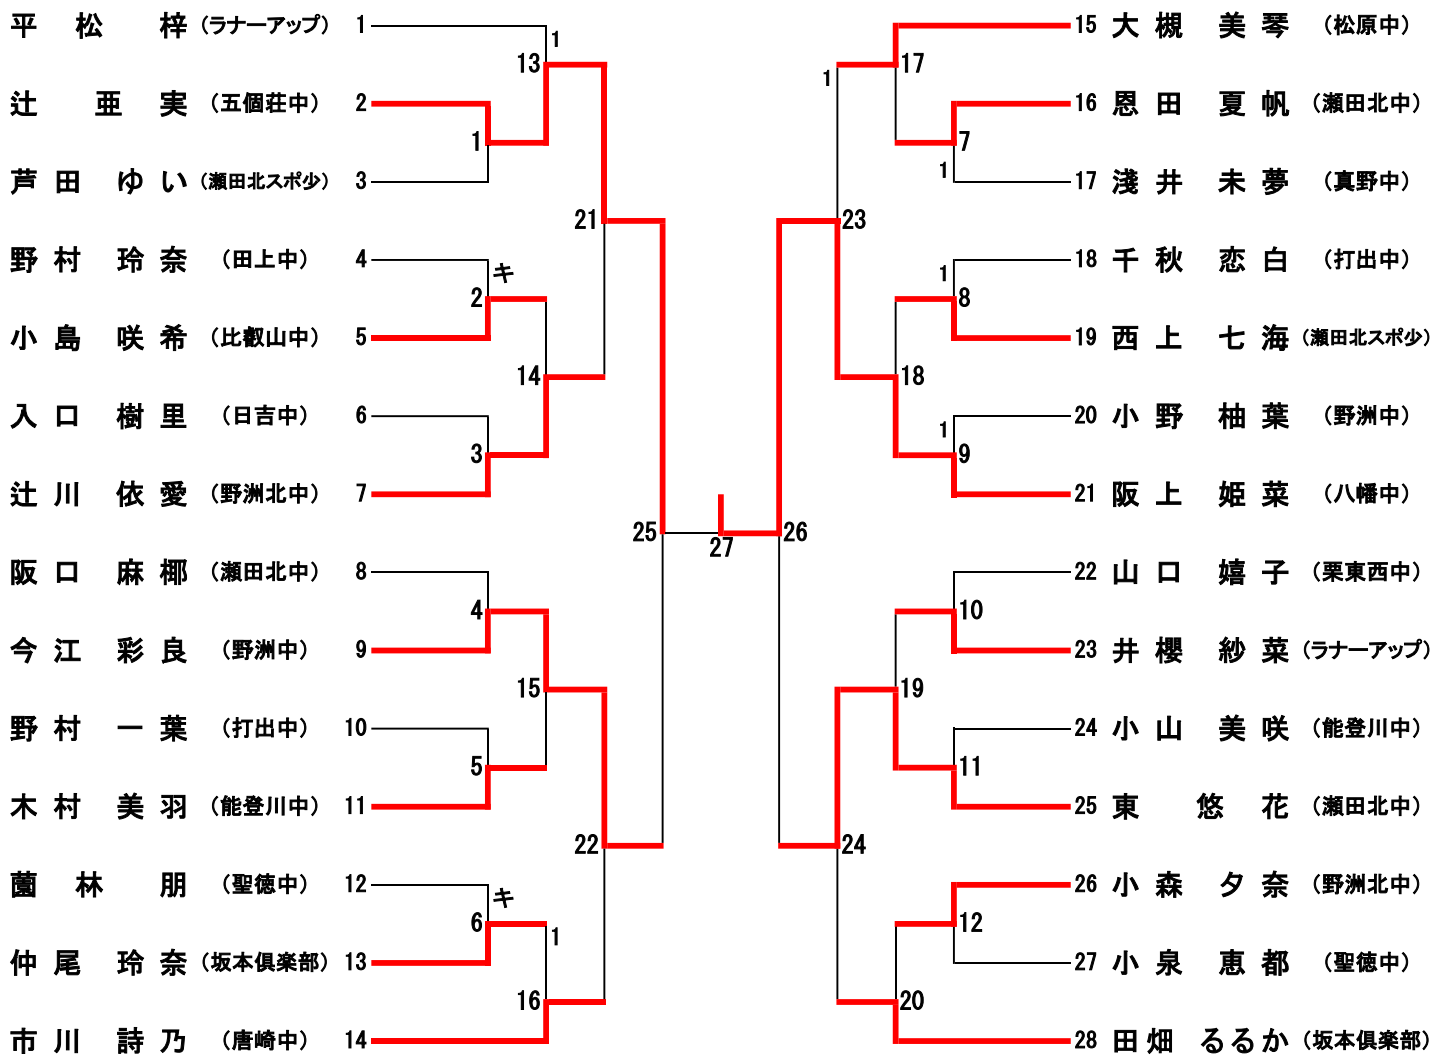 平松 梓 （ラナーアップ） 1
辻 亜実 （五個荘中） 2
芦田 ゆい （瀬田北スポ少） 3
野村 玲奈 （田上中） 4
小島 咲希 （比叡山中） 5
入口 樹里 （日吉中） 6
辻川 依愛 （野洲北中） 7
阪口 麻椰 （瀬田北中） 8
今江 彩良 （野洲中） 9
野村 一葉 （打出中） 10
木村 美羽 （能登川中） 11
薗林 朋 （聖徳中） 12
仲尾 玲奈 （坂本倶楽部） 13
市川 詩乃 （唐崎中） 14
1
13
1
21
キ
2
14
3
25
4
15
5
22
キ
6
1
16
27
1
17
7
1
23
1
8
18
1
9
26
10
19
11
24
12
20
15 大槻 美琴 （松原中）
16 恩田 夏帆 （瀬田北中）
17 淺井 未夢 （真野中）
18 千秋 恋白 （打出中）
19 西上 七海 （瀬田北スポ少）
20 小野 柚葉 （野洲中）
21 阪上 姫菜 （八幡中）
22 山口 嬉子 （栗東西中）
23 井櫻 紗菜 （ラナーアップ）
24 小山 美咲 （能登川中）
25 東 悠花 （瀬田北中）
26 小森 夕奈 （野洲北中）
27 小泉 恵都 （聖徳中）
28 田畑 るるか （坂本倶楽部）